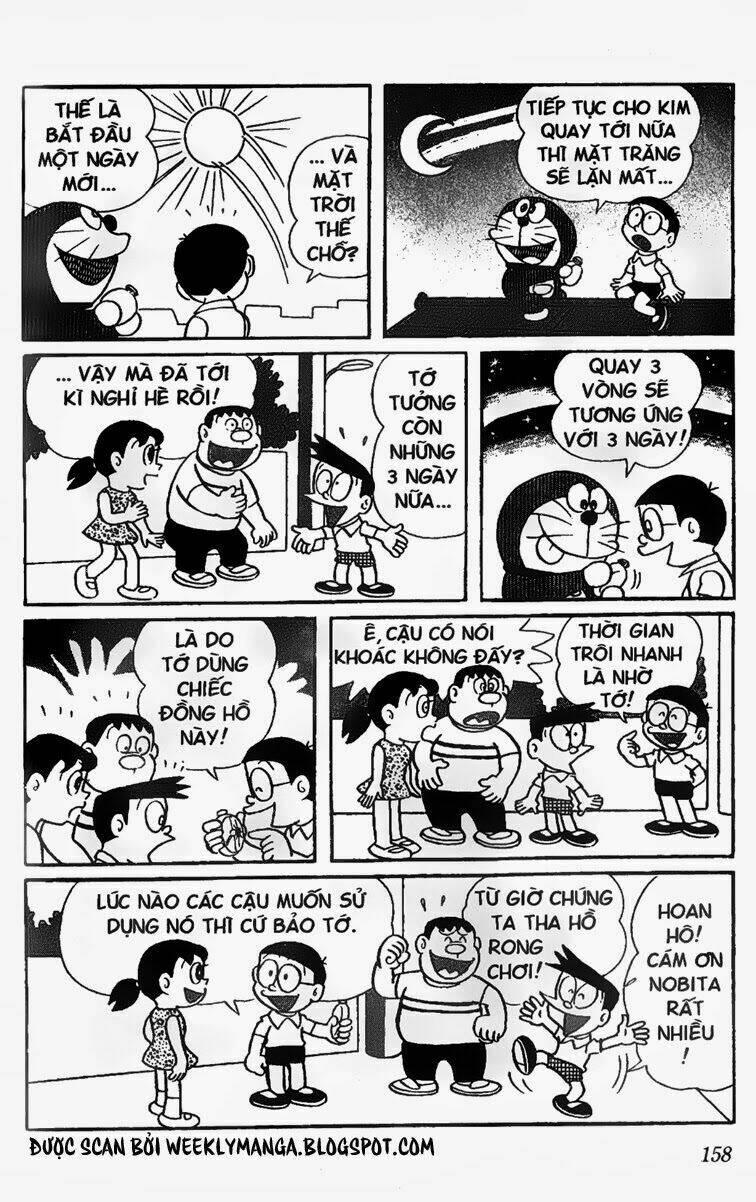 TIẾP TỤC CHO KIM
QUAY TỚI NỮA
THÌ MẶT TRĂNG
SẼ LẶN MẤT...
... VÀ
MẶT
TRỜI
THẾ
CHỖ?
THẾ LÀ
BẮT ĐẦU
MỘT NGÀY
MỚI...
QUAY 3
VÒNG SẼ
TƯƠNG ỨNG
VỚI 3 NGÀY!
TỚ
TƯỞNG
CÒN
NHỮNG
3 NGÀY
NỮA...
... VẬY MÀ ĐÃ TỚI
KÌ NGHỈ HÈ RỒI!
THỜI GIAN
TRÔI NHANH
LÀ NHỜ
TỚ!
Ê, CẬU CÓ NÓI
KHOÁC KHÔNG ĐẤY?
LÀ DO
TỚ DÙNG
CHIẾC
ĐỒNG HỒ
NÀY!
HOAN
HÔ!
CÁM ƠN
NOBITA
RẤT
NHIỀU
!
TỪ GIỜ CHÚNG
TA THA HỒ
RONG
CHƠI!
LÚC NÀO CÁC CẬU MUỐN SỬ
DỤNG NÓ THÌ CỨ BẢO TỚ.
ĐƯỢC SCAN BỞI WEEKLYMANGA.BLOGSPOT.COM
158